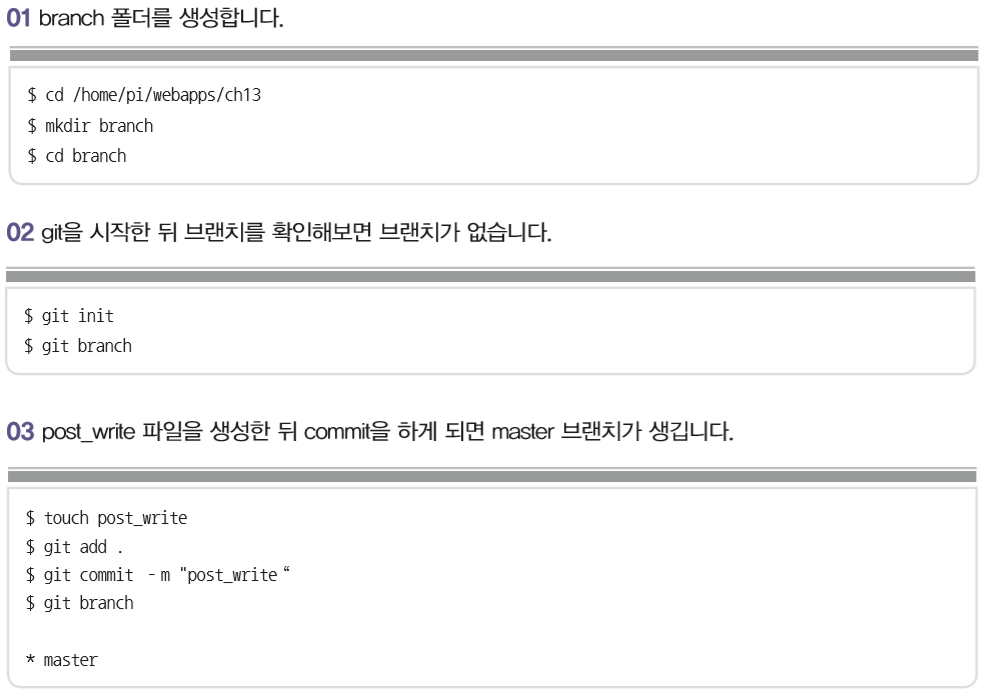 01 branch 폴더를 생성합니다.
$ cd /home/pi/webapps/ch13
$ mkdir branch
$ cd branch
02 git을 시작한 뒤 브랜치를 확인해보면 브랜치가 없습니다.
$ git init
$ git branch
03 post_write 파일을 생성한 뒤 commit을 하게 되면 master 브랜치가 생깁니다.
$ touch post_write
$ git add .
$ git commit -m "post_write “
$ git branch
* master